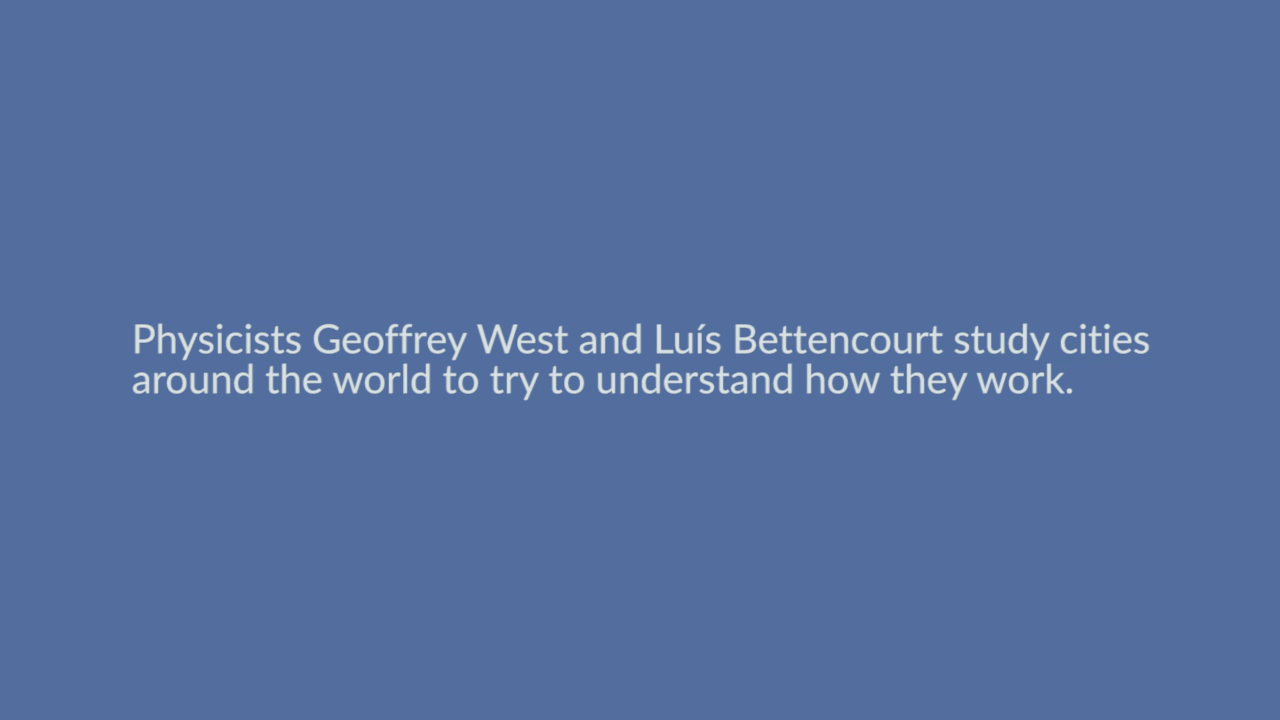 Physicists Geoffrey West and Luís Bettencourt study cities
around the world to try to understand how they work.